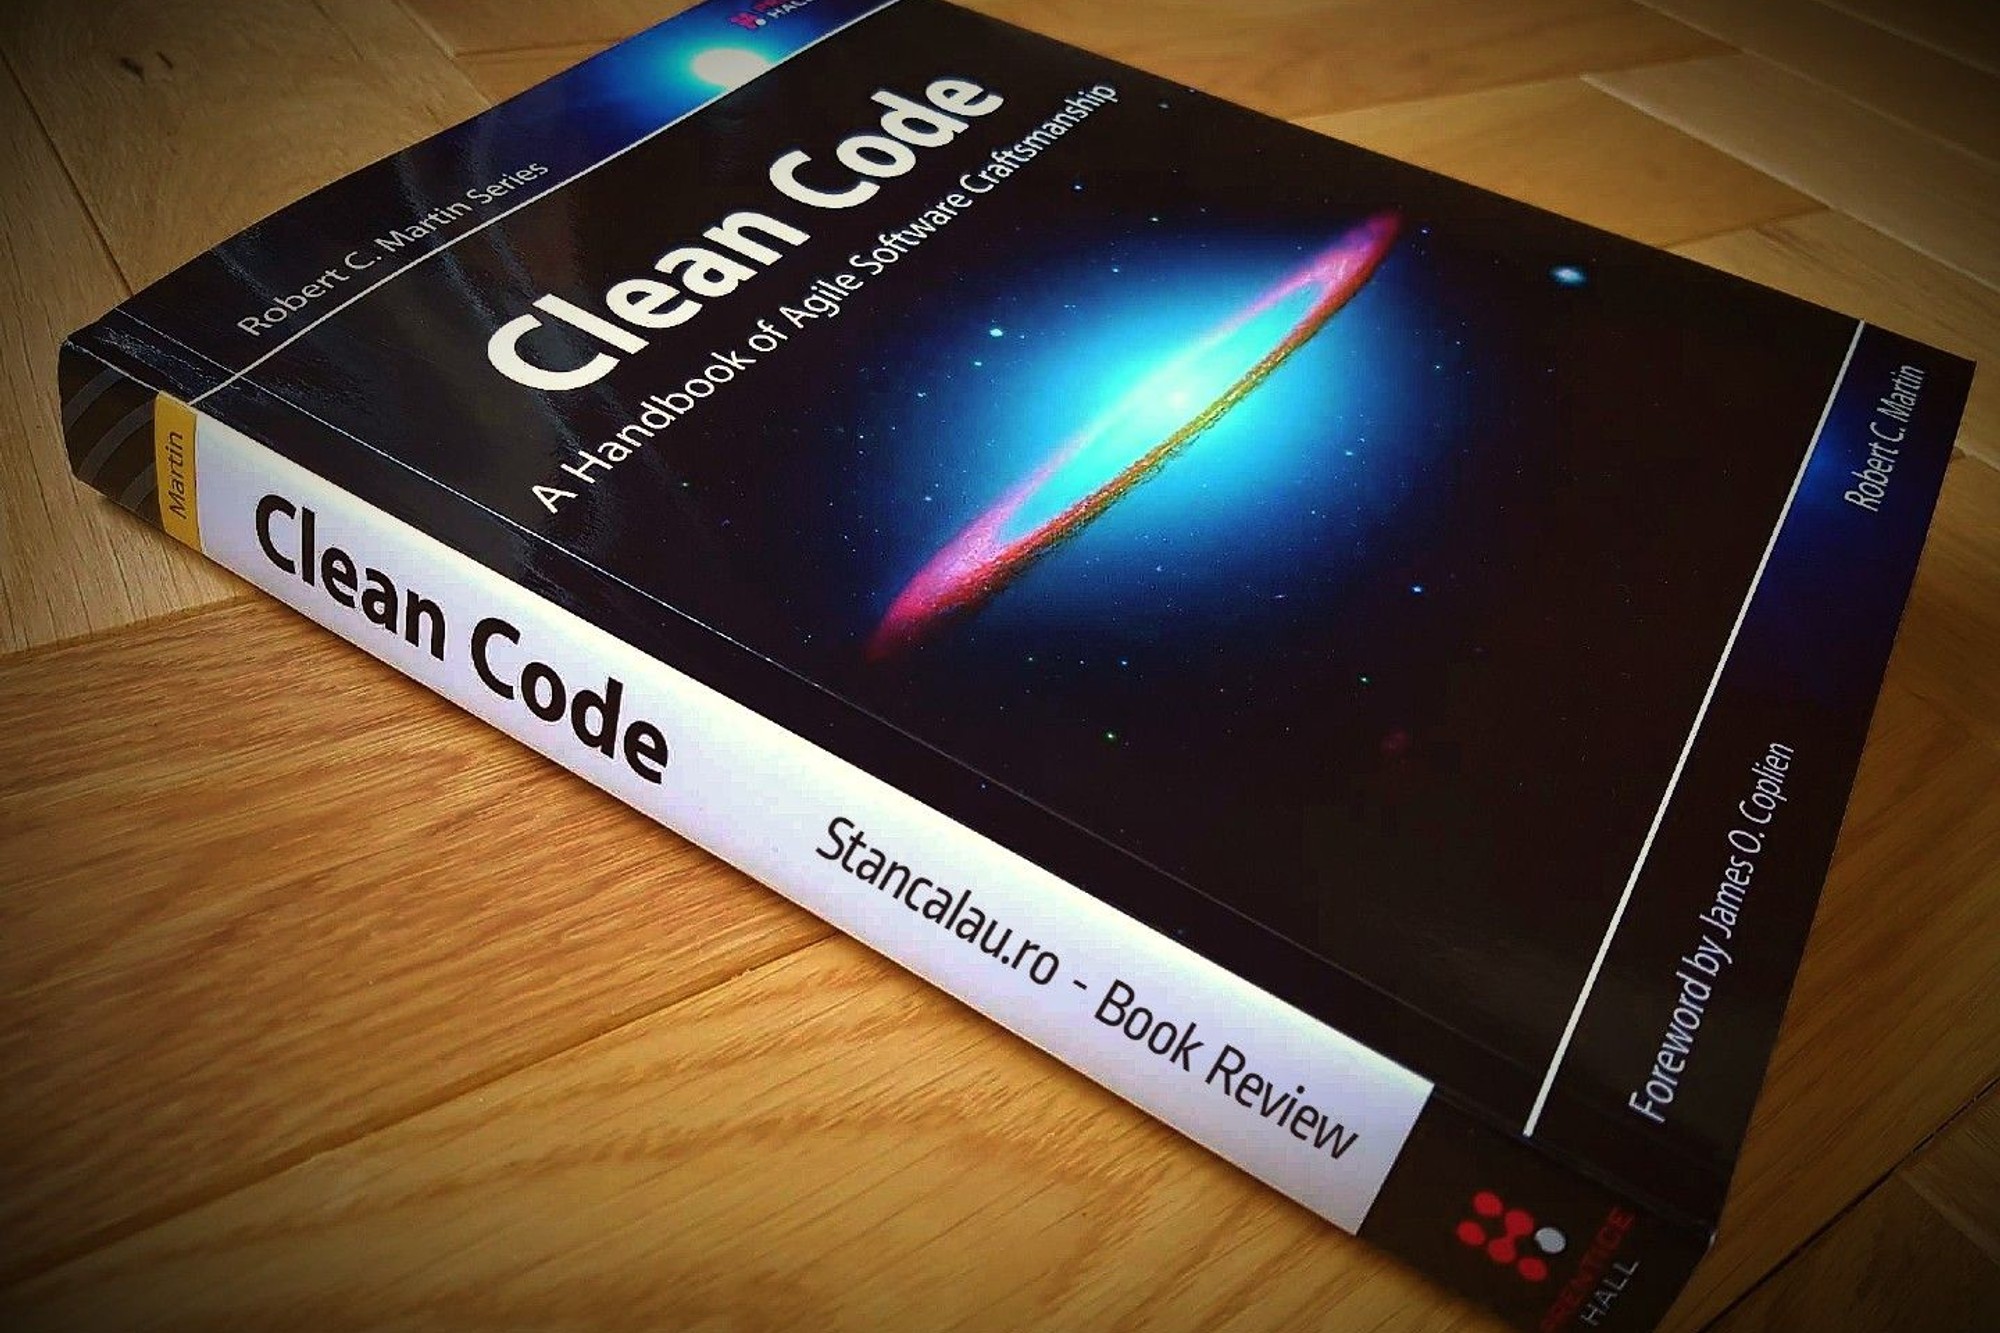 Robert C. Martin Series
Clean Code
A Handbook of Agile Software Craftsmanship
Robert C. Martin
Foreword by James O. Coplien
Martin
Clean Code
Stancalau.ro - Book Review
PRENTICE
HALL